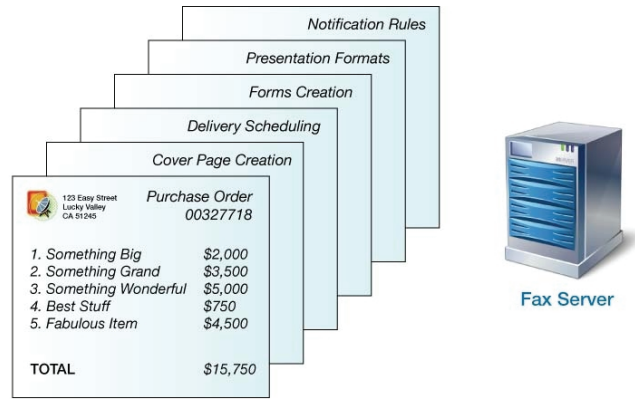 Notification Rules
Presentation Formats
Forms Creation
Delivery Scheduling
Cover Page Creation
123 Easy Street
Lucky Valley
CA 51245
Purchase Order
00327718
1. Something Big $2,000
2. Something Grand $3,500
3. Something Wonderful $5,000
4. Best Stuff $750
5. Fabulous Item $4,500
TOTAL $15,750
Fax Server